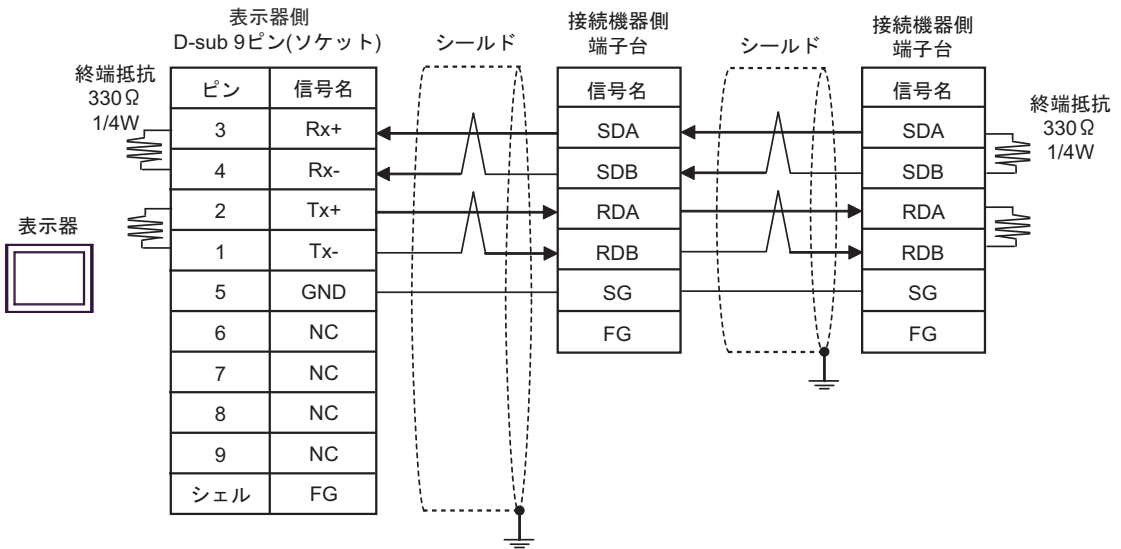 表示器側
D-sub 9ピン(ソケット)
シールド
接続機器側
端子台
シールド
接続機器側
端子台
終端抵抗
330Ω
1/4W
ピン 信号名
3 Rx+
4 Rx-
2 Tx+
1 Tx-
5 GND
6 NC
7 NC
8 NC
9 NC
シェル FG
表示器
信号名
SDA
SDB
RDA
RDB
SG
FG
信号名
SDA
SDB
RDA
RDB
SG
FG
終端抵抗
330Ω
1/4W